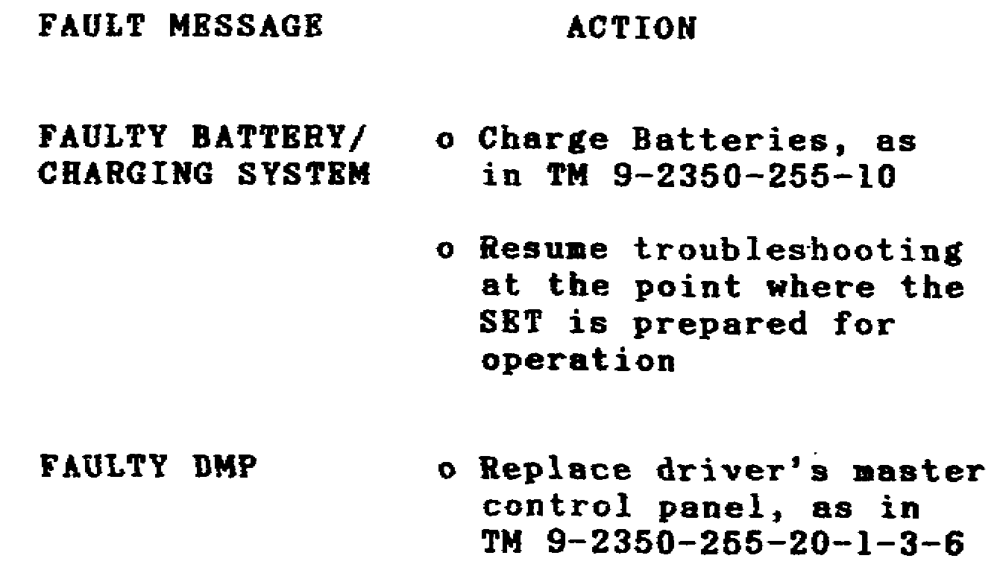 FAULT MESSAGE ACTION
FAULTY BATTERY/ o Charge Batteries, as
CHARGING SYSTEM in TM 9-2350-255-10
o Resume troubleshooting
at the point where the
SET is prepared for
operation
FAULTY DMP o Replace driver's master
control panel, as in
TM 9-2350-255-20-1-3-6